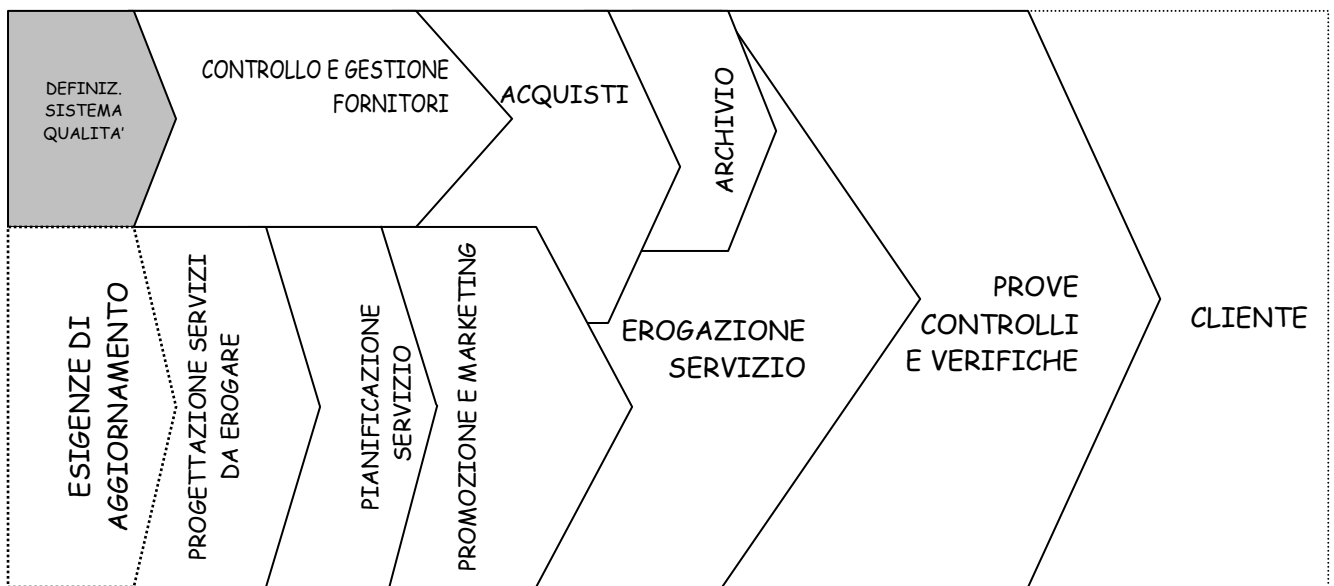 DEFINIZ.
SISTEMA
QUALITA'
CONTROLLO E GESTIONE
FORNITORI
ACQUISTI
ARCHIVIO
ESIGENZE DI
AGGIORNAMENTO
PROGETTAZIONE SERVIZI
DA EROGARE
PIANIFICAZIONE
SERVIZIO
PROMOZIONE E MARKETING
EROGAZIONE
SERVIZIO
PROVE
CONTROLLI
E VERIFICHE
CLIENTE